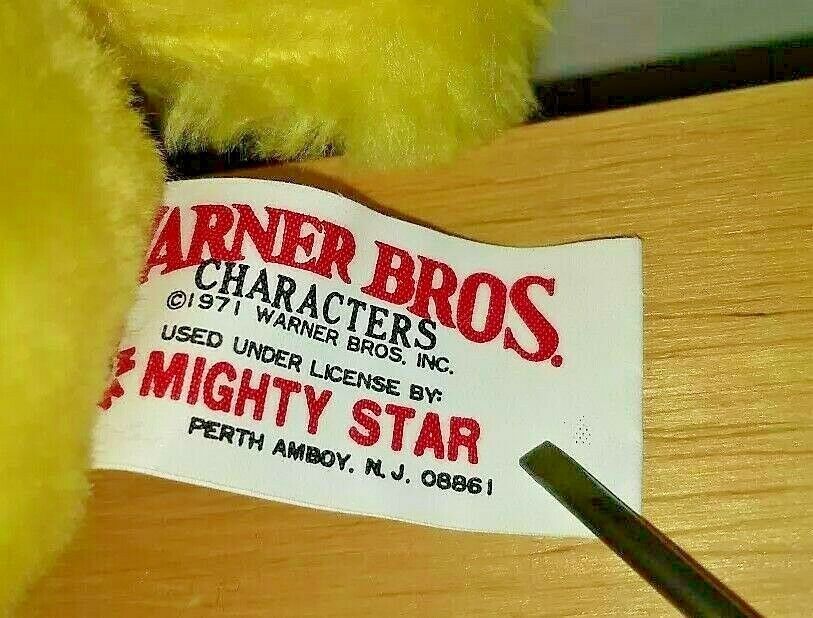 WARNER BROS.
CHARACTERS
©1971 WARNER BROS. INC.
USED UNDER LICENSE BY:
MIGHTY STAR
PERTH AMBOY. N.J. 08861